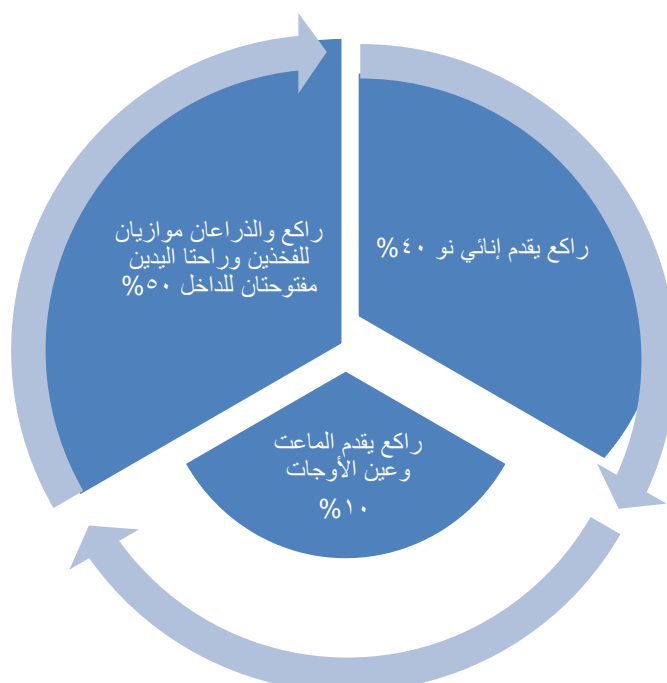 راكع يقدم إنائي نو ٤٠%
راكع والذراعان موازيان
للفخذين وراحتا اليدين
مفتوحتان للداخل ٥٠%
راكع يقدم الماعت
وعين الأوجات
١٠%